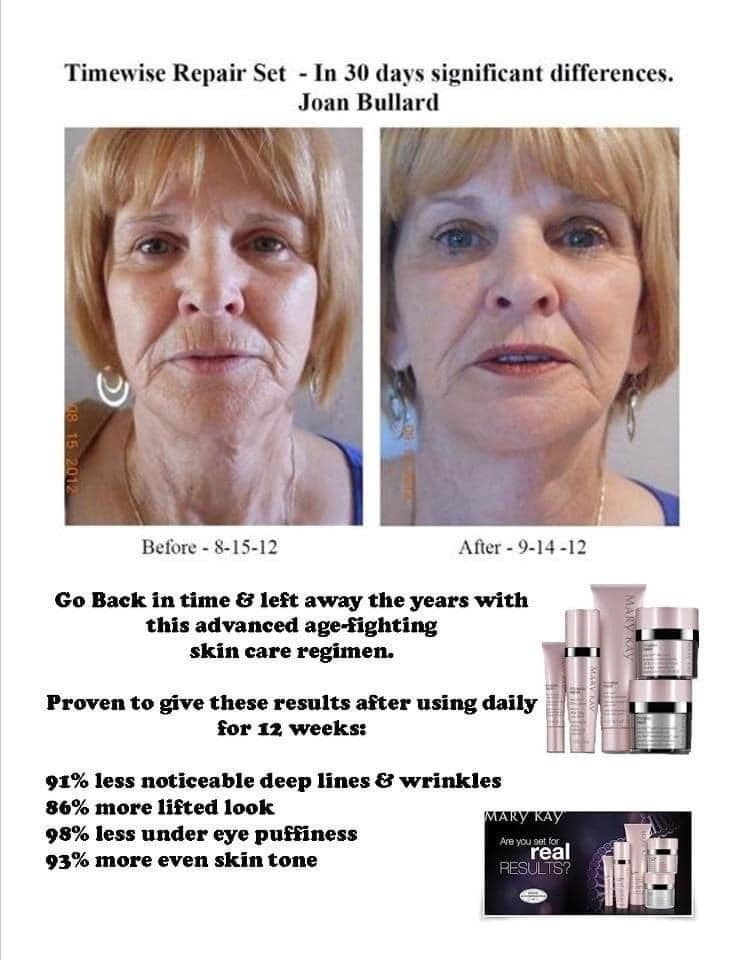 Timewise Repair Set - In 30 days significant differences.
Joan Bullard
08 15 2012
Before - 8-15-12
After - 9-14 -12
Go Back in time & left away the years with
this advanced age-fighting
skin care regimen.
Proven to give these results after using daily
for 12 weeks:
91% less noticeable deep lines & wrinkles
86% more lifted look
98% less under eye puffiness
93% more even skin tone
MARY KAY
MARY KAY
MARY KAY
Are you set for
real
RESULTS?